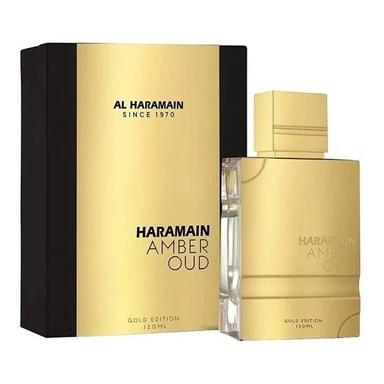 AL HARAMAIN
SINCE 1970
HARAMAIN
AMBER
OUD
GOLD EDITION
120ML
HARAMAIN
AMBER
OUD
GOLD EDITION
120ML